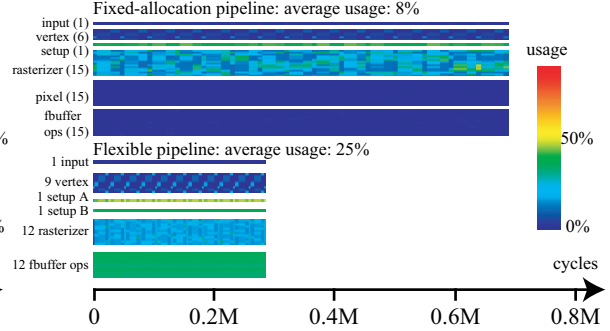 Fixed-allocation pipeline: average usage: 8%
input (1)
vertex (6)
setup (1)
rasterizer (15)
pixel (15)
fbuffer
ops (15)
usage
50%
0%
Flexible pipeline: average usage: 25%
1 input
9 vertex
1 setup A
1 setup B
12 rasterizer
12 fbuffer ops
cycles
0 0.2M 0.4M 0.6M 0.8M